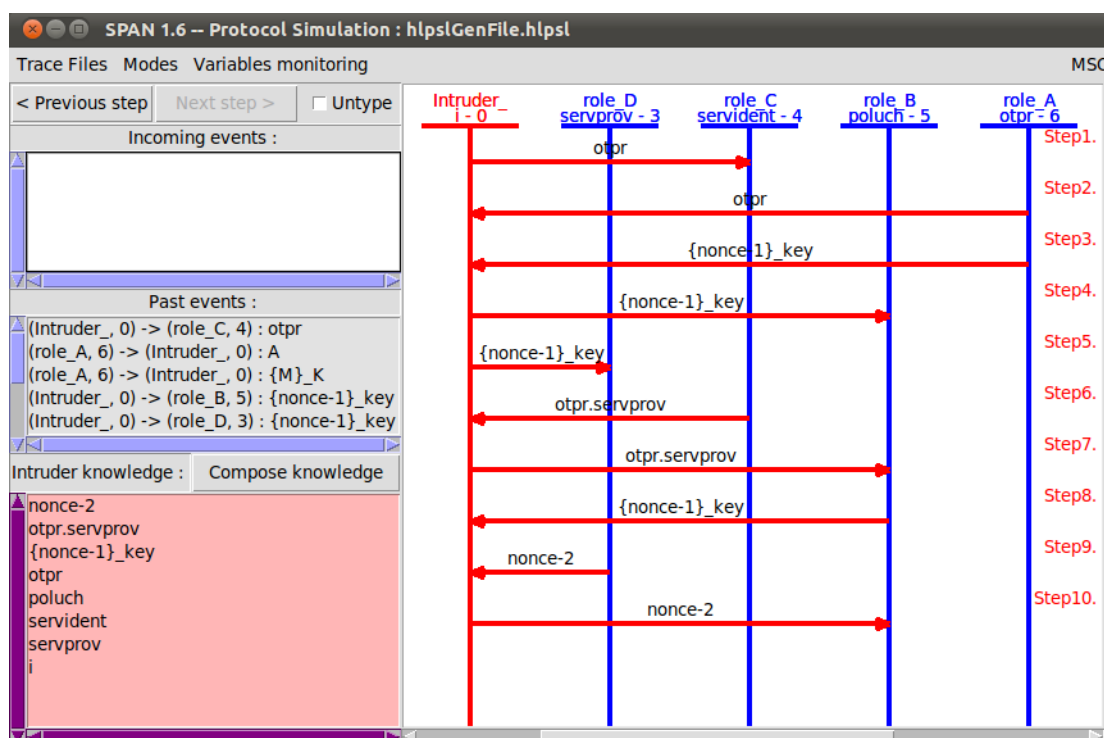 SPAN 1.6 -- Protocol Simulation : hlpslGenFile.hlpsl
Trace Files Modes Variables monitoring MSC
< Previous step Next step > Untype
Incoming events :
Past events :
(Intruder_, 0) -> (role_C, 4) : otpr
(role_A, 6) -> (Intruder_, 0) : A
(role_A, 6) -> (Intruder_, 0) : {M}_K
(Intruder_, 0) -> (role_B, 5) : {nonce-1}_key
(Intruder_, 0) -> (role_D, 3) : {nonce-1}_key
Intruder knowledge : Compose knowledge
nonce-2
otpr.servprov
{nonce-1}_key
otpr
poluch
servident
servprov
i
Intruder_ role_D role_C role_B role_A
i - 0 servprov - 3 servident - 4 poluch - 5 otpr - 6
Step1.
otpr
Step2.
otpr
Step3.
{nonce-1}_key
Step4.
{nonce-1}_key
Step5.
{nonce-1}_key
Step6.
otpr.servprov
Step7.
otpr.servprov
Step8.
{nonce-1}_key
Step9.
nonce-2
Step10.
nonce-2